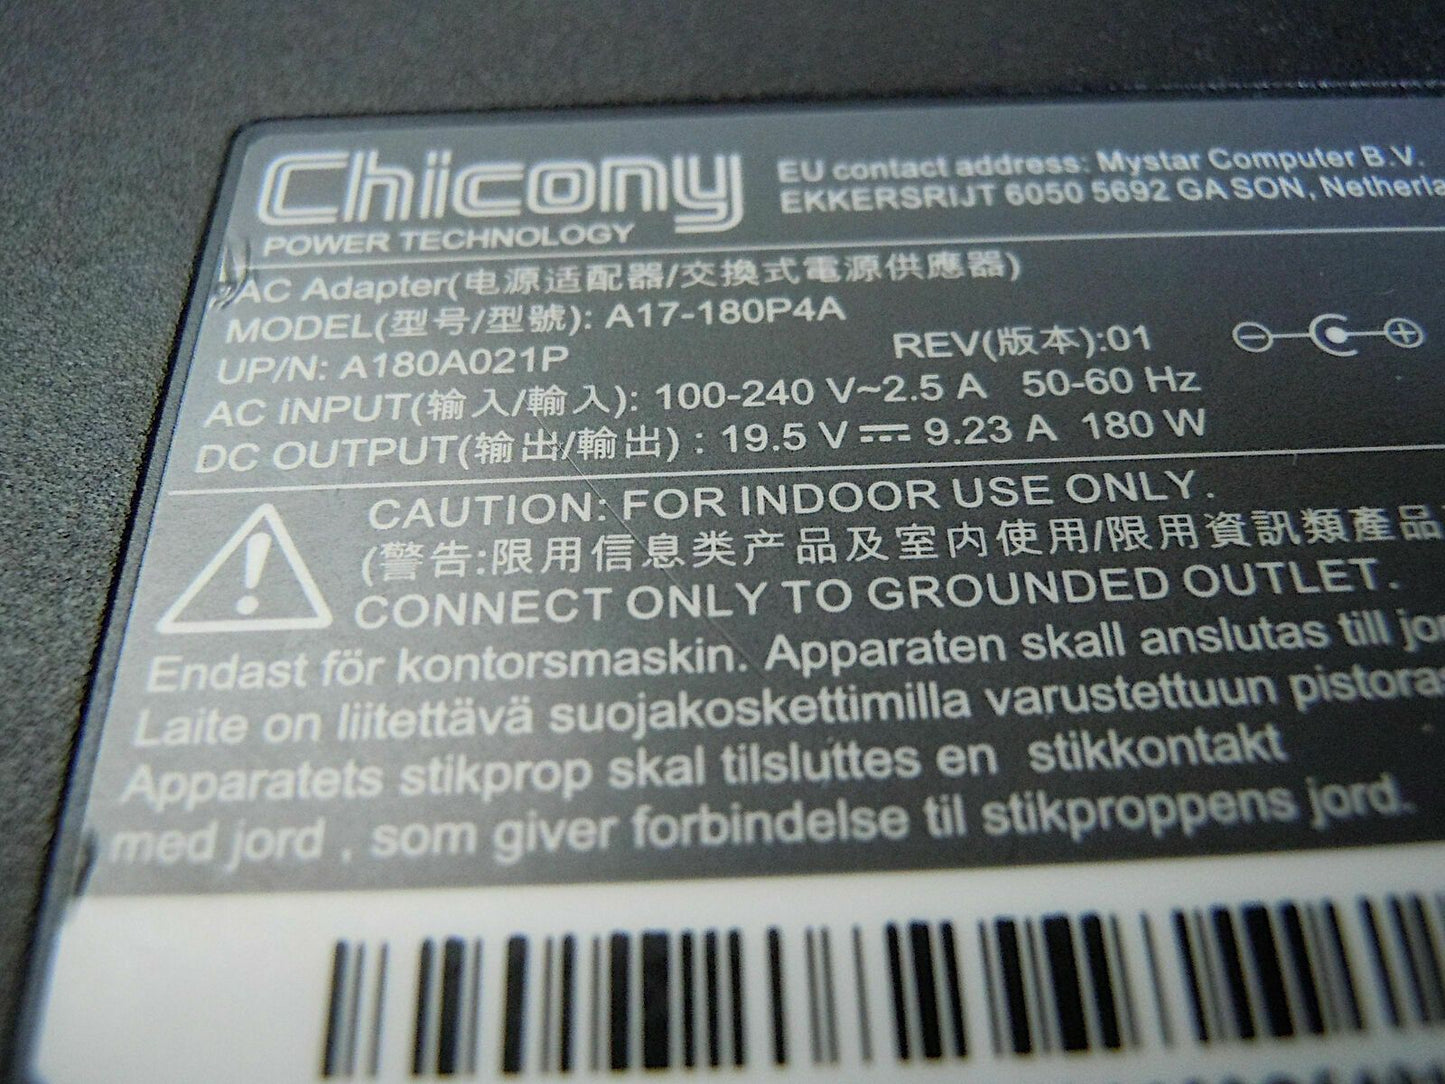 Chicony
POWER TECHNOLOGY
EU contact address: Mystar Computer B.V.
EKKERSRIJT 6050 5692 GA SON,
AC Adapter(电源适配器/交換式電源供應器)
MODEL(型号/型號): A17-180P4A
UP/N: A180A021P
REV(版本):01
AC INPUT(输入/輸入): 100-240 V~2.5 A 50-60 Hz
DC OUTPUT(输出/輸出) : 19.5 V ⎓ 9.23 A 180 W
CAUTION: FOR INDOOR USE ONLY.
(警告:限用信息类产品及室内使用/限用資訊類產品
CONNECT ONLY TO GROUNDED OUTLET.
Endast för kontorsmaskin. Apparaten skall anslutas till
Laite on liitettävä suojakoskettimilla varustettuun
Apparatets stikprop skal tilsluttes en stikkontakt
med jord , som giver forbindelse til stikproppens jord.